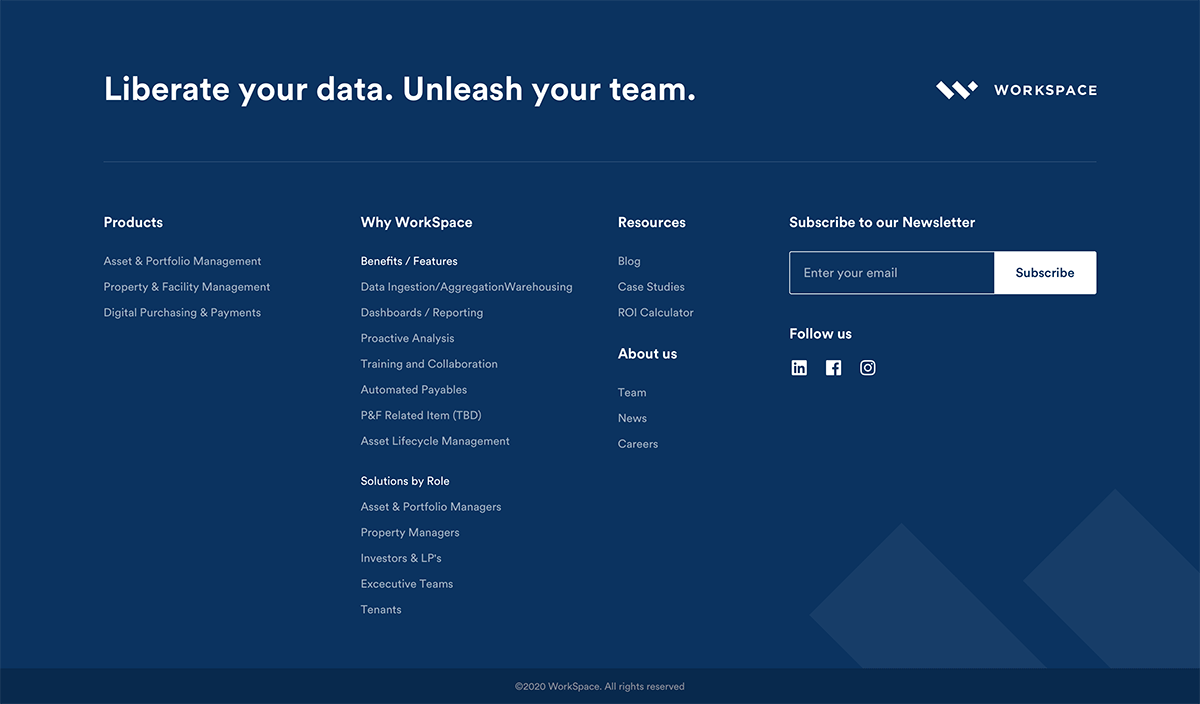 Liberate your data. Unleash your team.
WORKSPACE
Products
Asset & Portfolio Management
Property & Facility Management
Digital Purchasing & Payments
Why WorkSpace
Benefits / Features
Data Ingestion/AggregationWarehousing
Dashboards / Reporting
Proactive Analysis
Training and Collaboration
Automated Payables
P&F Related Item (TBD)
Asset Lifecycle Management
Solutions by Role
Asset & Portfolio Managers
Property Managers
Investors & LP's
Excecutive Teams
Tenants
Resources
Blog
Case Studies
ROI Calculator
About us
Team
News
Careers
Subscribe to our Newsletter
Enter your email
Subscribe
Follow us
©2020 WorkSpace. All rights reserved